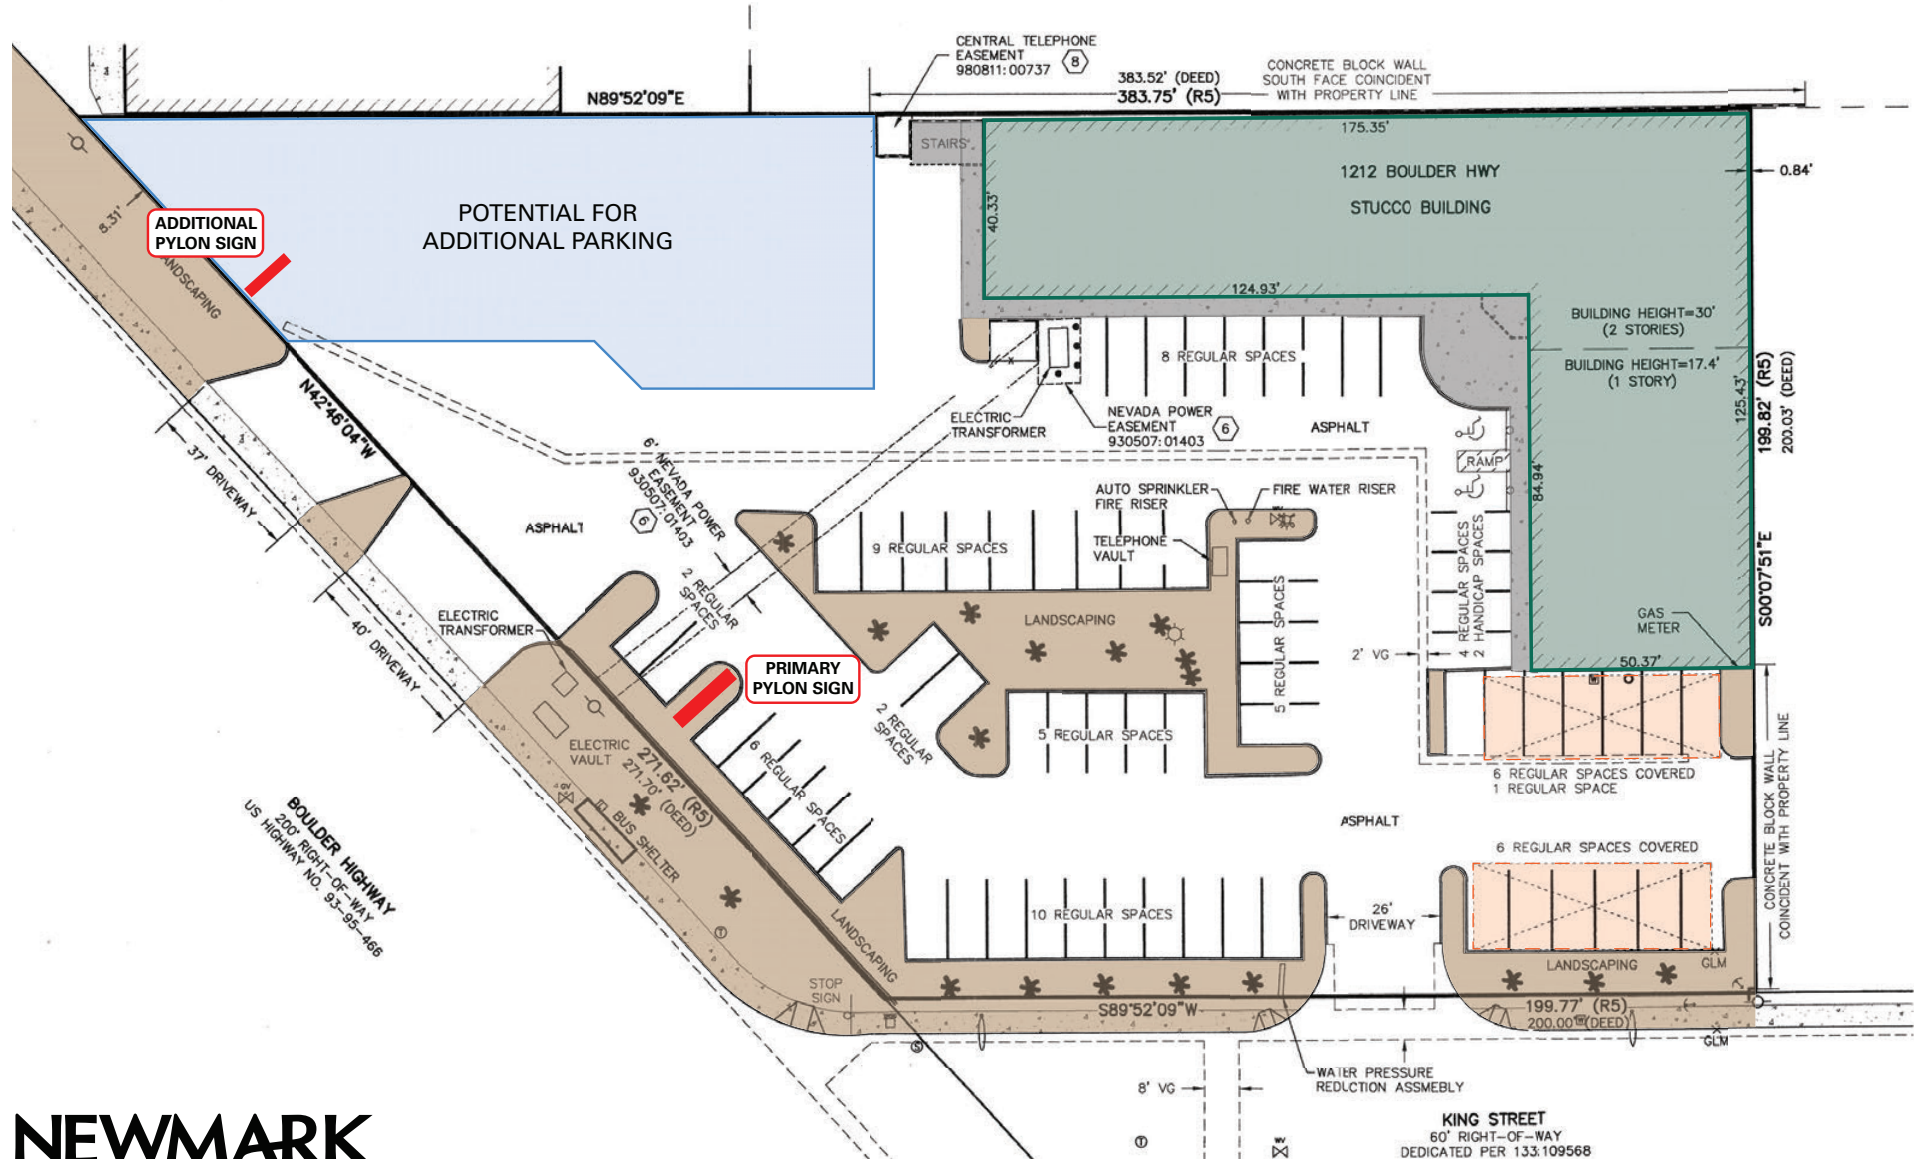 CENTRAL TELEPHONE
EASEMENT
980811:00737
8
383.52' (DEED)
383.75' (R5)
CONCRETE BLOCK WALL
SOUTH FACE COINCIDENT
WITH PROPERTY LINE
N89°52'09"E
STAIRS
175.35'
1212 BOULDER HWY
STUCCO BUILDING
0.84'
40.33'
8.31'
ADDITIONAL
PYLON SIGN
POTENTIAL FOR
ADDITIONAL PARKING
LANDSCAPING
124.93'
BUILDING HEIGHT=30'
(2 STORIES)
BUILDING HEIGHT=17.4'
(1 STORY)
125.43'
199.82' (R5)
200.03' (DEED)
8 REGULAR SPACES
N42°46'04"W
ELECTRIC
TRANSFORMER
NEVADA POWER
EASEMENT
930507:01403
6
ASPHALT
RAMP
84.94'
37' DRIVEWAY
6' NEVADA POWER
EASEMENT
930507:01403
6
ASPHALT
AUTO SPRINKLER
FIRE RISER
FIRE WATER RISER
TELEPHONE
VAULT
9 REGULAR SPACES
4 REGULAR SPACES
2 HANDICAP SPACES
S00°07'51"E
2 REGULAR
SPACES
40' DRIVEWAY
ELECTRIC
TRANSFORMER
LANDSCAPING
5 REGULAR SPACES
GAS
METER
2' VG
50.37'
PRIMARY
PYLON SIGN
2 REGULAR
SPACES
5 REGULAR SPACES
6 REGULAR SPACES
ELECTRIC
VAULT
271.62' (R5)
271.70' (DEED)
GV
BUS SHELTER
6 REGULAR SPACES COVERED
1 REGULAR SPACE
CONCRETE BLOCK WALL
COINCIDENT WITH PROPERTY LINE
ASPHALT
6 REGULAR SPACES COVERED
BOULDER HIGHWAY
200' RIGHT-OF-WAY
US HIGHWAY NO. 93-95-466
10 REGULAR SPACES
26'
DRIVEWAY
LANDSCAPING
LANDSCAPING
GLM
STOP
SIGN
S89°52'09"W
199.77' (R5)
200.00' (DEED)
GLM
T
S
WATER PRESSURE
REDUCTION ASSMEBLY
8' VG
KING STREET
60' RIGHT-OF-WAY
DEDICATED PER 133:109568
T
WV
NEWMARK